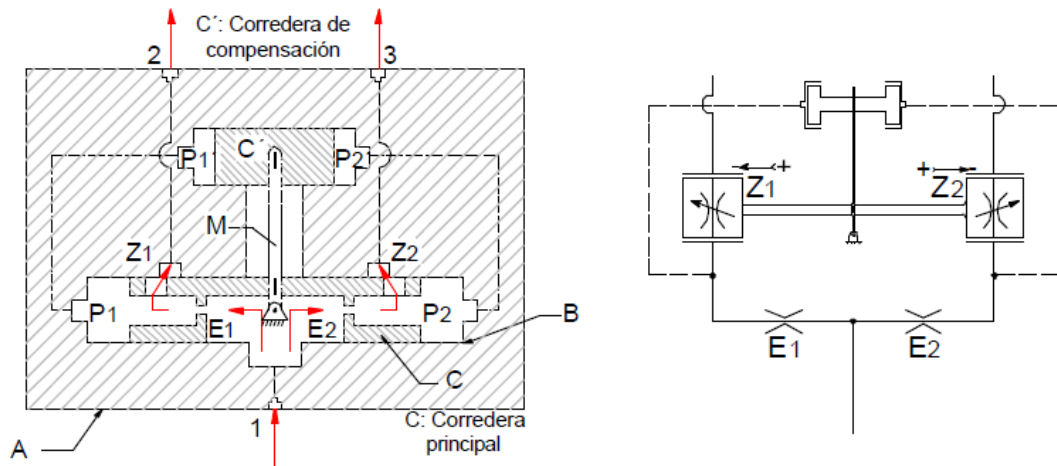 C´: Corredera de
compensación
2
3
P1
C´
P2
M
Z1
Z2
P1
E1
E2
P2
B
C
1
A
C: Corredera
principal
+
Z1
+ -
Z2
E1
E2